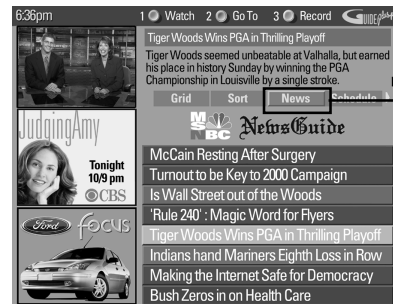 6:36pm
1 Watch 2 Go To 3 Record GUIDE plus
Tiger Woods Wins PGA in Thrilling Playoff
Tiger Woods seemed unbeatable at Valhalla, but earned
his place in history Sunday by winning the PGA
Championship in Louisville by a single stroke.
Grid Sort News Schedule
MSNBC NewsGuide
JudgingAmy
Tonight
10/9 pm
CBS
Ford FOCUS
McCain Resting After Surgery
Turnout to be Key to 2000 Campaign
Is Wall Street out of the Woods
'Rule 240' : Magic Word for Flyers
Tiger Woods Wins PGA in Thrilling Playoff
Indians hand Mariners Eighth Loss in Row
Making the Internet Safe for Democracy
Bush Zeros in on Health Care